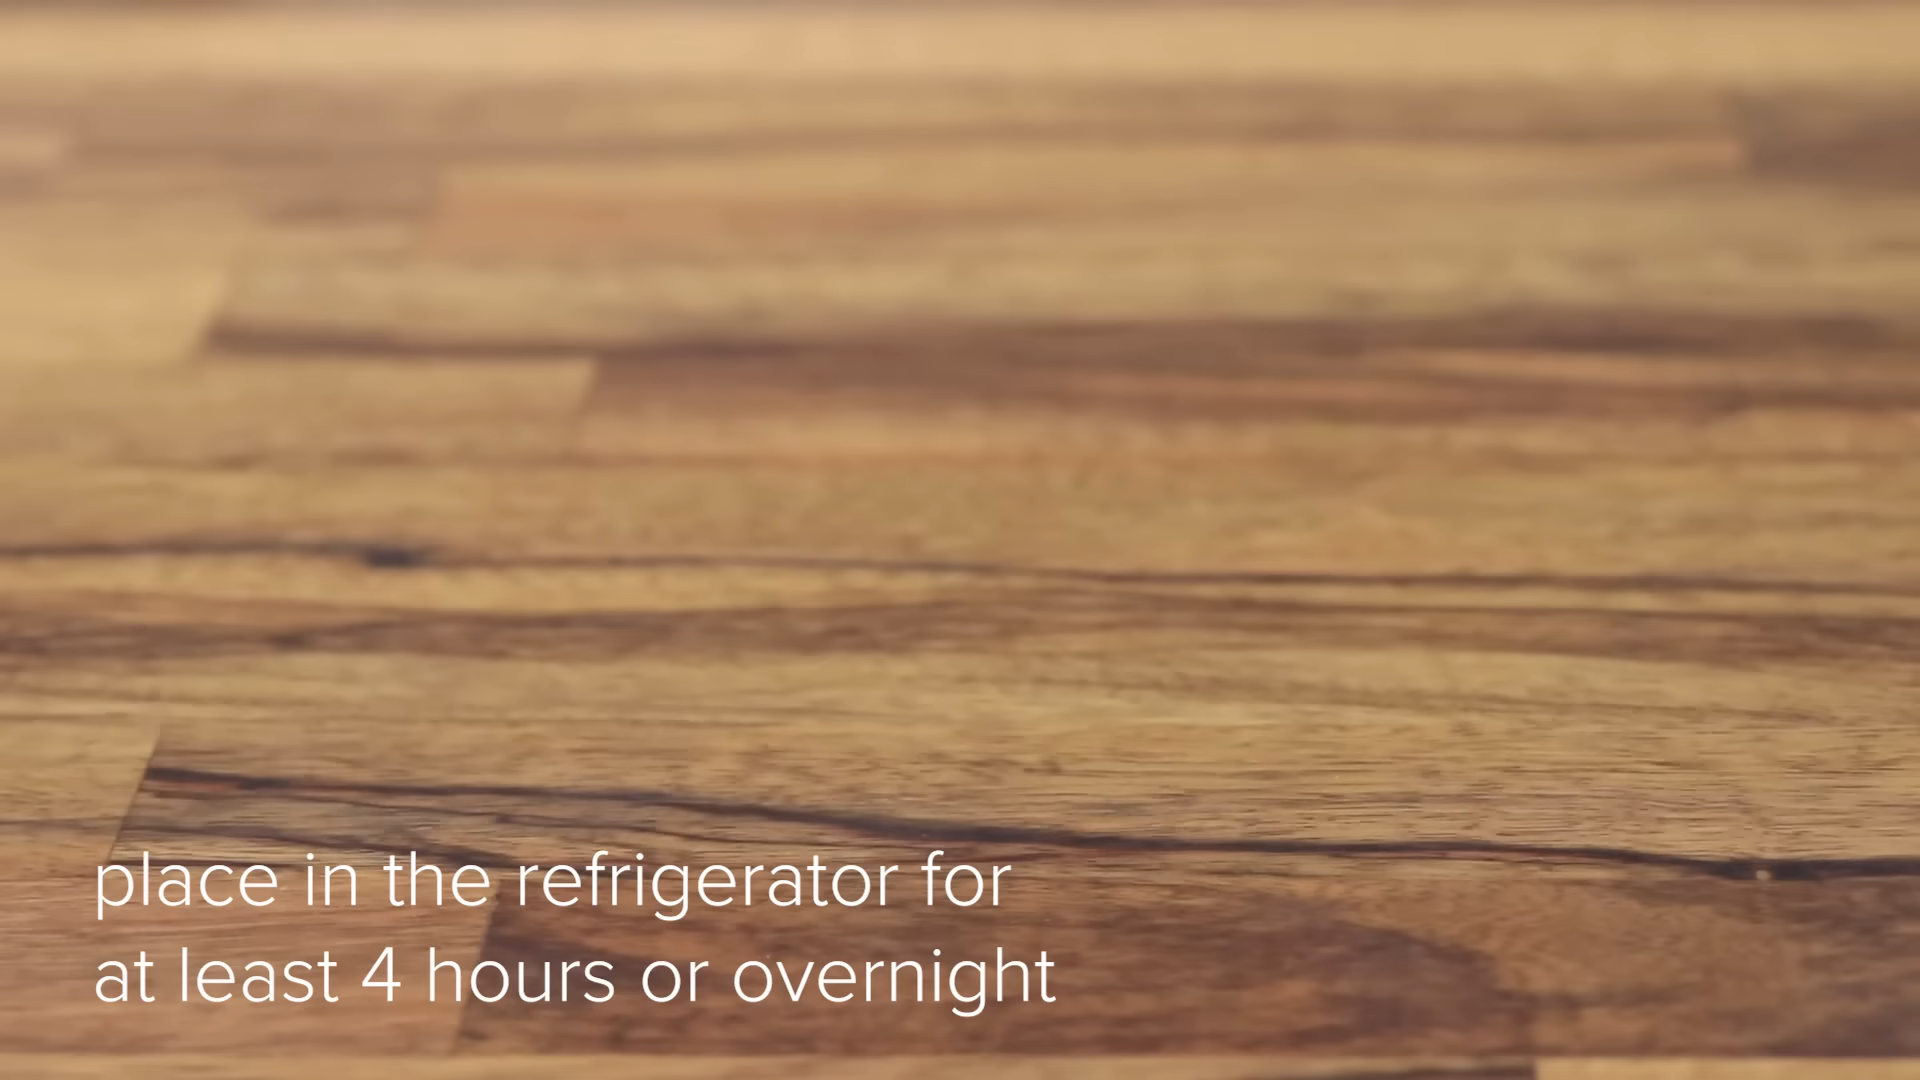 place in the refrigerator for
at least 4 hours or overnight